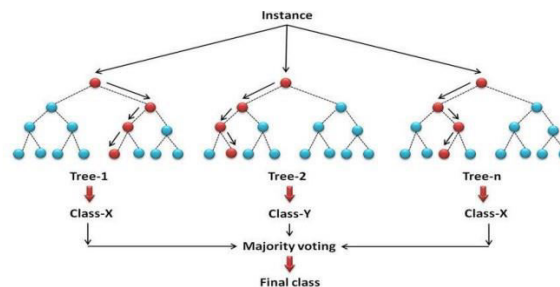 Instance
Tree-1 Tree-2 Tree-n
Class-X Class-Y Class-X
Majority voting
Final class